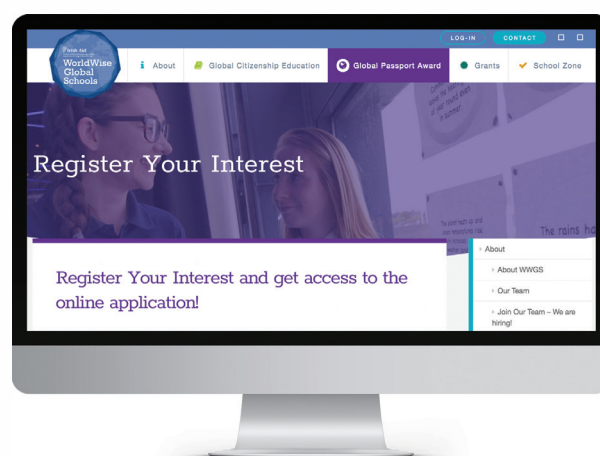 LOG-IN
CONTACT
Irish Aid
WorldWise
Global
Schools
About
Global Citizenship Education
Global Passport Award
Grants
School Zone
Register Your Interest
The rains
Register Your Interest and get access to the
online application!
› About
› About WWGS
› Our Team
› Join Our Team – We are
hiring!